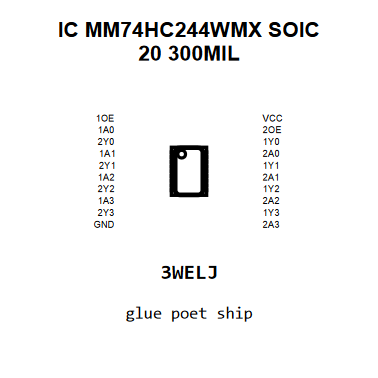 IC MM74HC244WMX SOIC
20 300MIL
1OE VCC
1A0 2OE
2Y0 1Y0
1A1 2A0
2Y1 1Y1
1A2 2A1
2Y2 1Y2
1A3 2A2
2Y3 1Y3
GND 2A3
3WELJ
glue poet ship